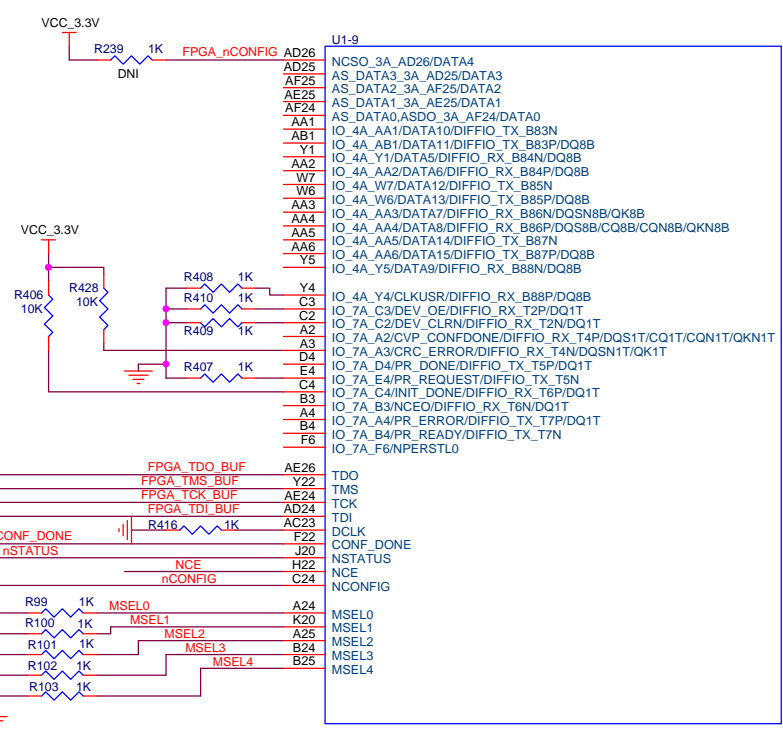 VCC_3.3V
U1-9
R239 1K FPGA_nCONFIG AD26 NCSO_3A_AD26/DATA4
DNI
AD25 AS_DATA3_3A_AD25/DATA3
AF25 AS_DATA2_3A_AF25/DATA2
AE25 AS_DATA1_3A_AE25/DATA1
AF24 AS_DATA0,ASDO_3A_AF24/DATA0
AA1 IO_4A_AA1/DATA10/DIFFIO_TX_B83N
AB1 IO_4A_AB1/DATA11/DIFFIO_TX_B83P/DQ8B
Y1 IO_4A_Y1/DATA5/DIFFIO_RX_B84N/DQ8B
AA2 IO_4A_AA2/DATA6/DIFFIO_RX_B84P/DQ8B
W7 IO_4A_W7/DATA12/DIFFIO_TX_B85N
W6 IO_4A_W6/DATA13/DIFFIO_TX_B85P/DQ8B
AA3 IO_4A_AA3/DATA7/DIFFIO_RX_B86N/DQSN8B/QK8B
AA4 IO_4A_AA4/DATA8/DIFFIO_RX_B86P/DQS8B/CQ8B/CQN8B/QKN8B
AA5 IO_4A_AA5/DATA14/DIFFIO_TX_B87N
AA6 IO_4A_AA6/DATA15/DIFFIO_TX_B87P/DQ8B
Y5 IO_4A_Y5/DATA9/DIFFIO_RX_B88N/DQ8B
VCC_3.3V
R406 10K
R428 10K
R408 1K Y4 IO_4A_Y4/CLKUSR/DIFFIO_RX_B88P/DQ8B
R410 1K C3 IO_7A_C3/DEV_OE/DIFFIO_RX_T2P/DQ1T
R409 1K C2 IO_7A_C2/DEV_CLRN/DIFFIO_RX_T2N/DQ1T
A2 IO_7A_A2/CVP_CONFDONE/DIFFIO_RX_T4P/DQS1T/CQ1T/CQN1T/QKN1T
A3 IO_7A_A3/CRC_ERROR/DIFFIO_RX_T4N/DQSN1T/QK1T
D4 IO_7A_D4/PR_DONE/DIFFIO_TX_T5P/DQ1T
R407 1K E4 IO_7A_E4/PR_REQUEST/DIFFIO_TX_T5N
C4 IO_7A_C4/INIT_DONE/DIFFIO_RX_T6P/DQ1T
B3 IO_7A_B3/NCEO/DIFFIO_RX_T6N/DQ1T
A4 IO_7A_A4/PR_ERROR/DIFFIO_TX_T7P/DQ1T
B4 IO_7A_B4/PR_READY/DIFFIO_TX_T7N
F6 IO_7A_F6/NPERSTL0
FPGA_TDO_BUF AE26 TDO
FPGA_TMS_BUF Y22 TMS
FPGA_TCK_BUF AE24 TCK
FPGA_TDI_BUF AD24 TDI
R416 1K AC23 DCLK
CONF_DONE F22 CONF_DONE
nSTATUS J20 NSTATUS
NCE H22 NCE
nCONFIG C24 NCONFIG
R99 1K MSEL0 A24 MSEL0
R100 1K MSEL1 K20 MSEL1
R101 1K MSEL2 A25 MSEL2
R102 1K MSEL3 B24 MSEL3
R103 1K MSEL4 B25 MSEL4